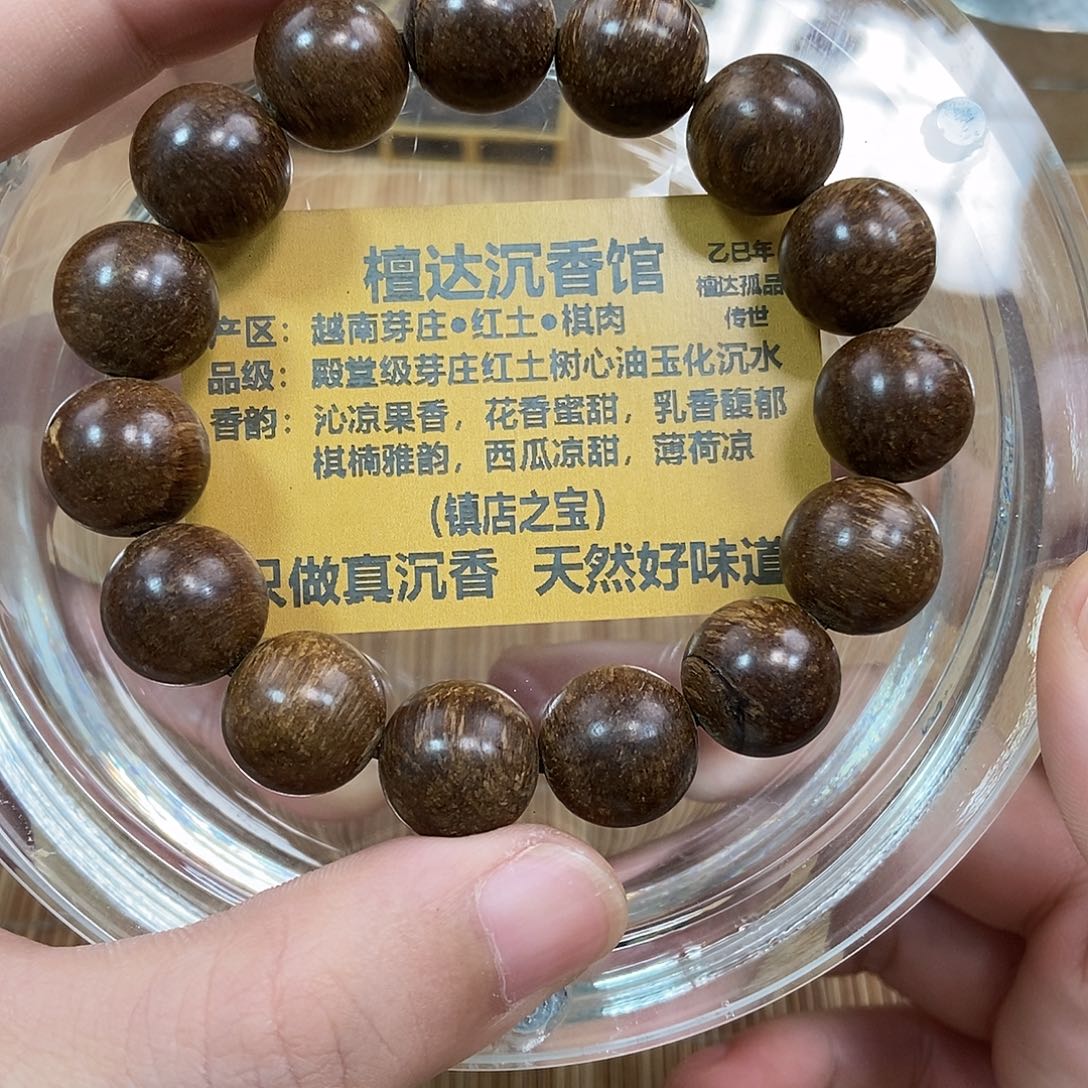 檀达沉香馆
乙巳年
檀达孤品
传世
产区：越南芽庄●红土●棋肉
品级：殿堂级芽庄红土树心油玉化沉水
香韵：沁凉果香，花香蜜甜，乳香馥郁
棋楠雅韵，西瓜凉甜，薄荷凉
(镇店之宝)
只做真沉香 天然好味道